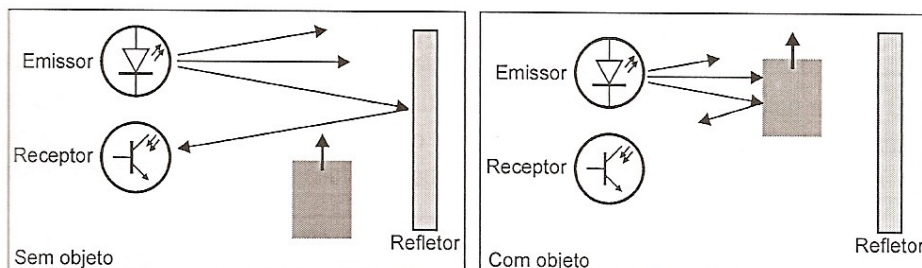 Emissor
Receptor
Refletor
Sem objeto
Emissor
Receptor
Refletor
Com objeto